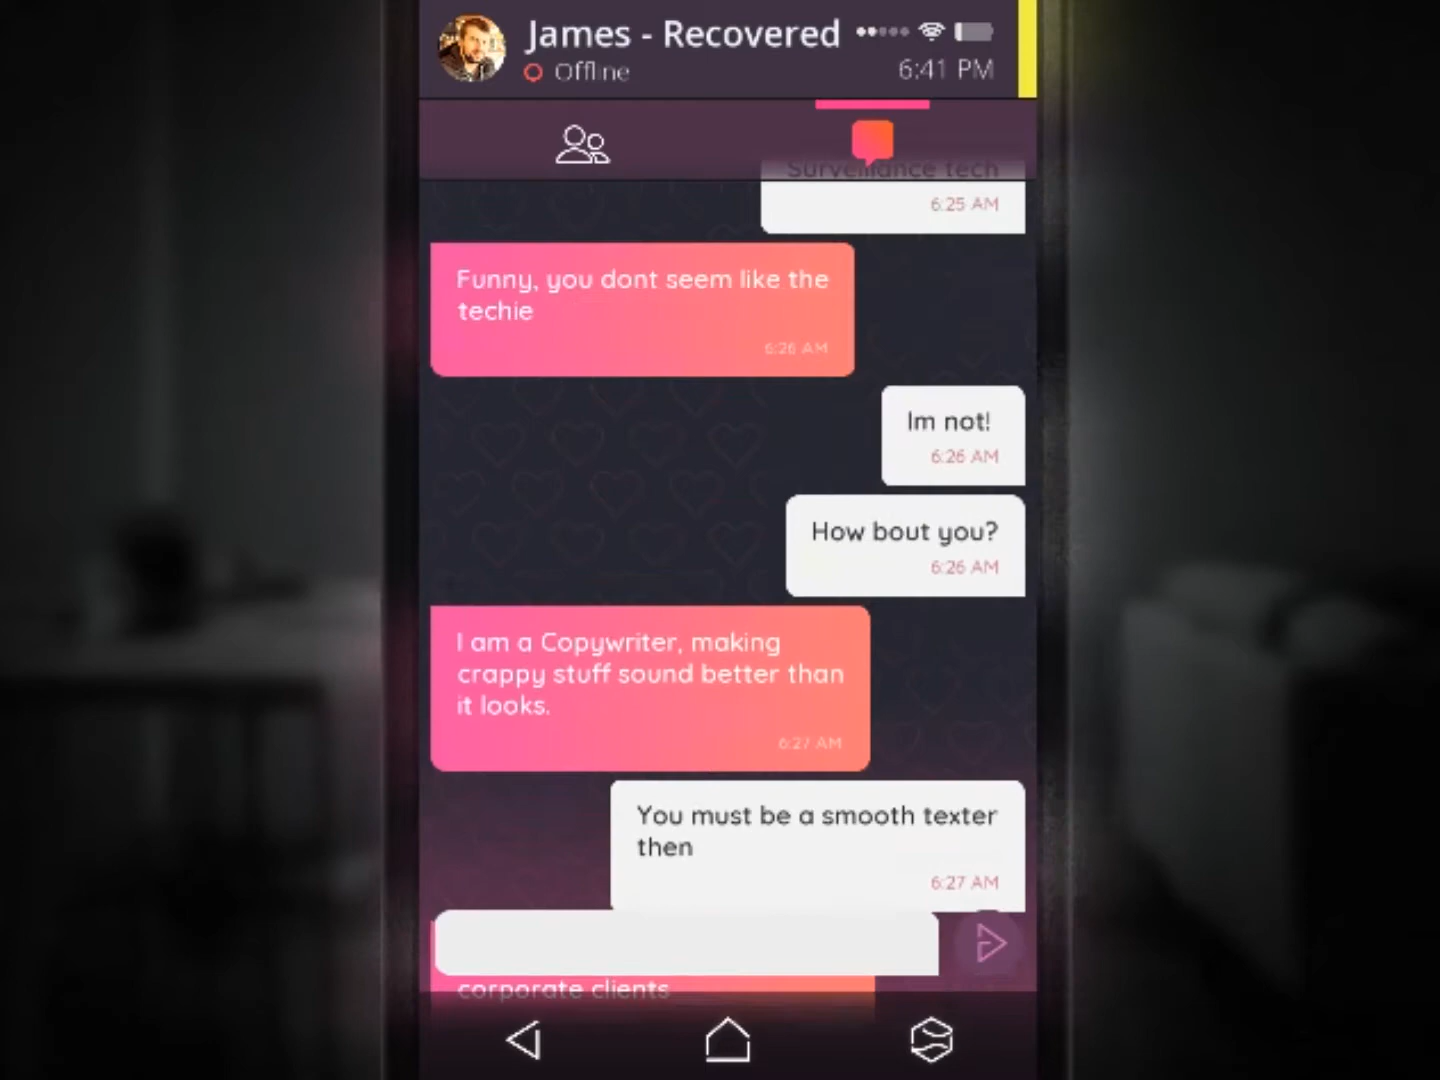 James - Recovered
Offline
6:41 PM
Surveillance tech
6:25 AM
Funny, you dont seem like the
techie
6:26 AM
Im not!
6:26 AM
How bout you?
6:26 AM
I am a Copywriter, making
crappy stuff sound better than
it looks.
6:27 AM
You must be a smooth texter
then
6:27 AM
corporate clients